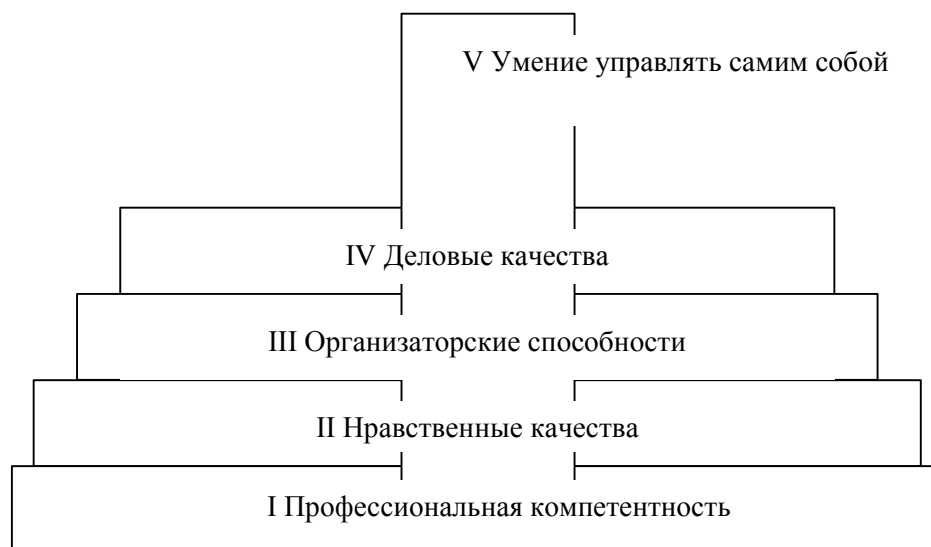 V Умение управлять самим собой
IV Деловые качества
III Организаторские способности
II Нравственные качества
I Профессиональная компетентность